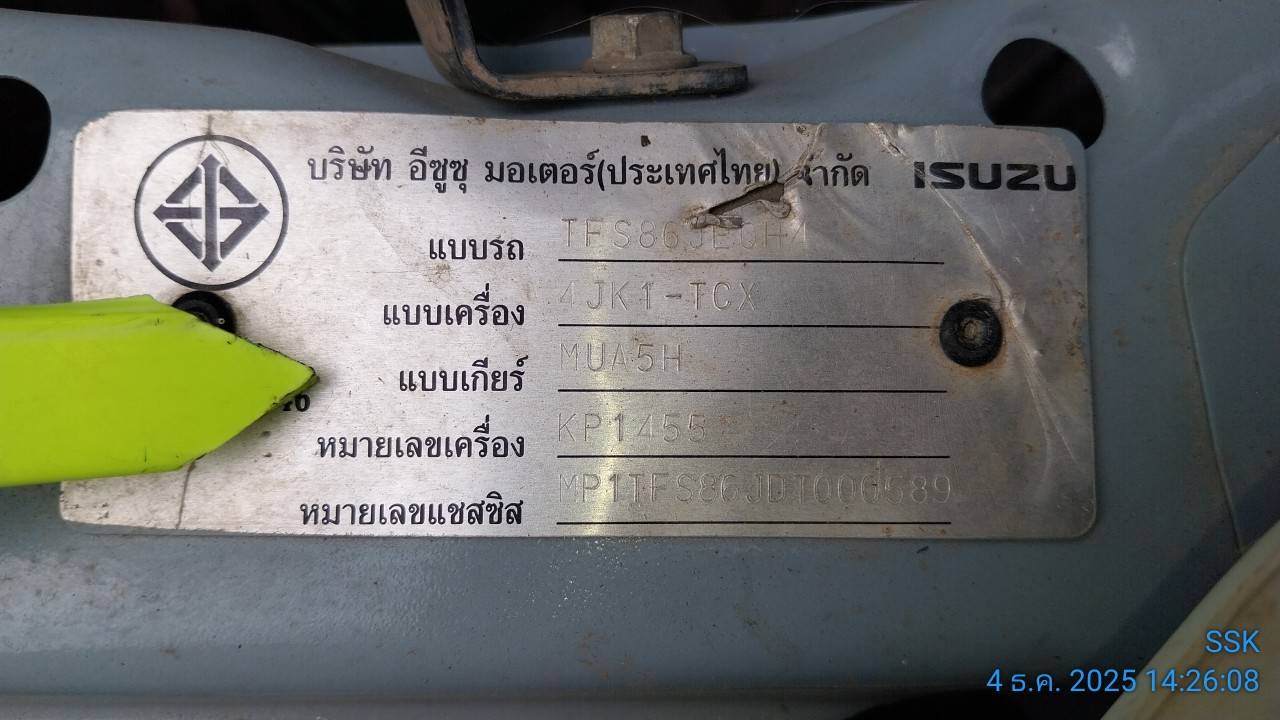 บริษัท อีซูซุ มอเตอร์(ประเทศไทย) จำกัด ISUZU
แบบรถ TFS86JEGH4
แบบเครื่อง 4JK1-TCX
แบบเกียร์ MUA5H
หมายเลขเครื่อง KP1455
หมายเลขแชสซิส
SSK
4 ธ.ค. 2025 14:26:08